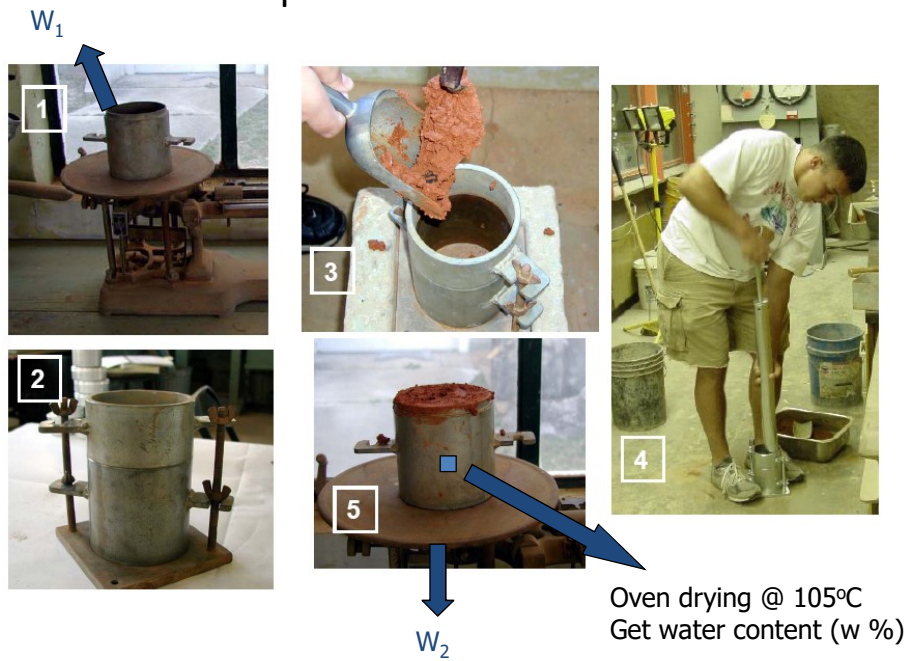 W₁
1
3
2
4
5
Oven drying @ 105ºC
Get water content (w %)
W₂